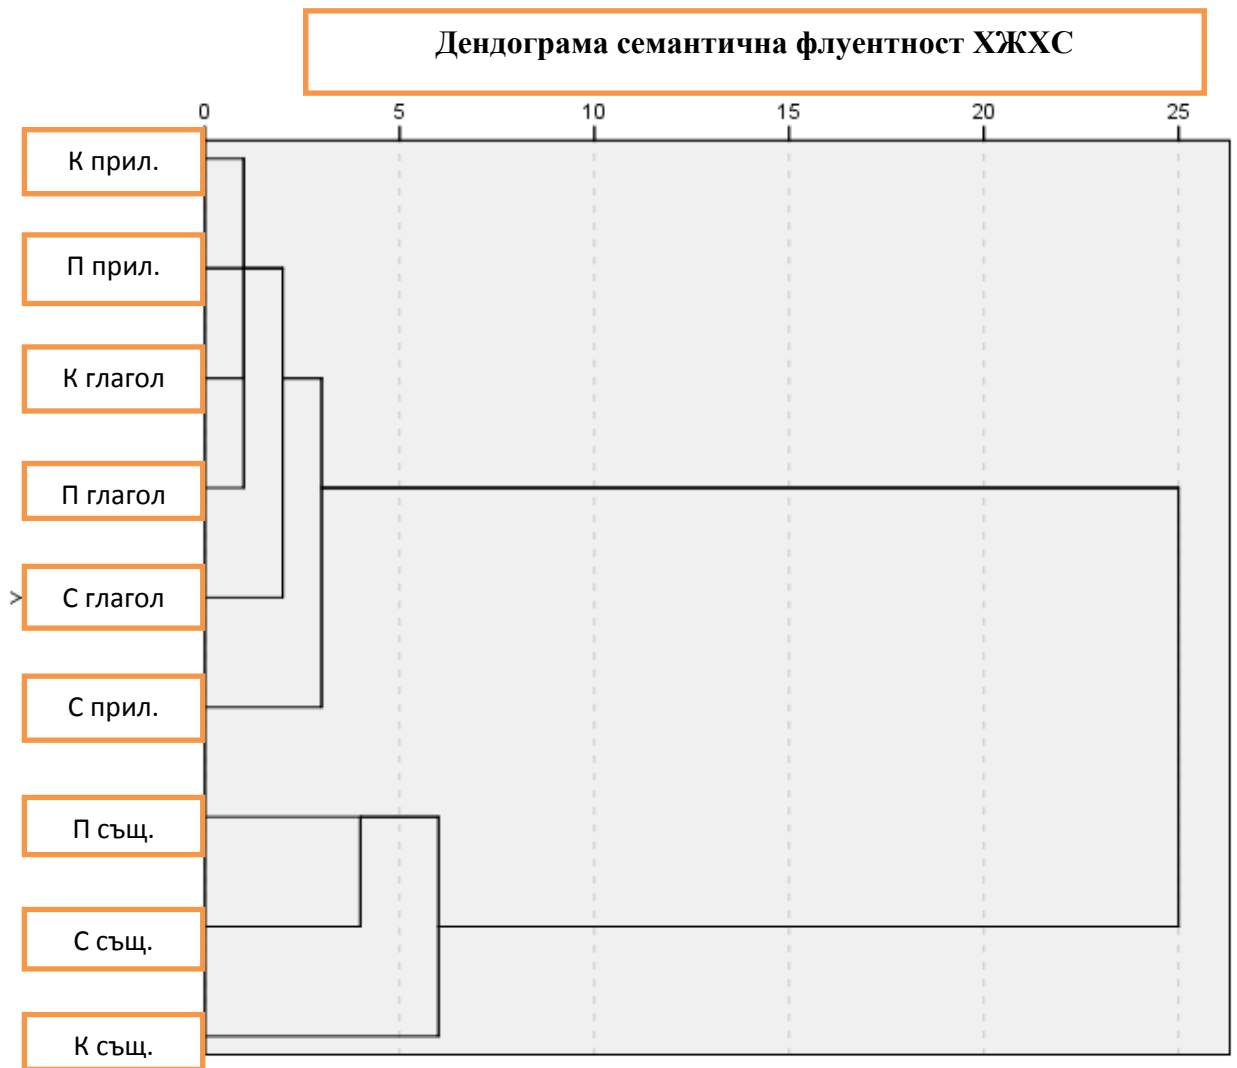 Дендограма семантична флуентност ХЖХС
0 5 10 15 20 25
К прил.
П прил.
К глагол
П глагол
> С глагол
С прил.
П същ.
С същ.
К същ.